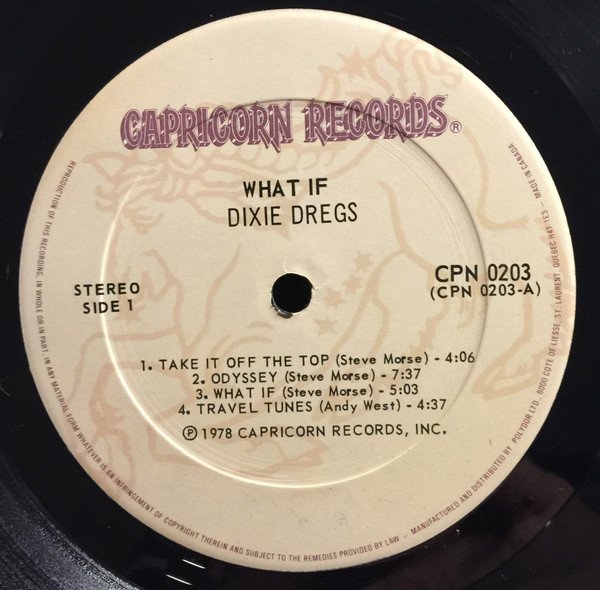 CAPRICORN RECORDS®
WHAT IF
DIXIE DREGS
STEREO
SIDE 1
CPN 0203
(CPN 0203-A)
1. TAKE IT OFF THE TOP (Steve Morse) - 4:06
2. ODYSSEY (Steve Morse) - 7:37
3. WHAT IF (Steve Morse) - 5:03
4. TRAVEL TUNES (Andy West) - 4:37
℗ 1978 CAPRICORN RECORDS, INC.
REPRODUCTION OF THIS RECORDING, IN WHOLE OR IN PART, IN ANY MATERIAL FORM WHATEVER IS AN INFRINGEMENT OF COPYRIGHT THEREIN AND SUBJECT TO THE REMEDIES PROVIDED BY LAW – MANUFACTURED AND DISTRIBUTED BY POLYDOR LTD. 6000 COTE DE LIESSE, ST. LAURENT, QUEBEC H4T 1E3 – MADE IN CANADA